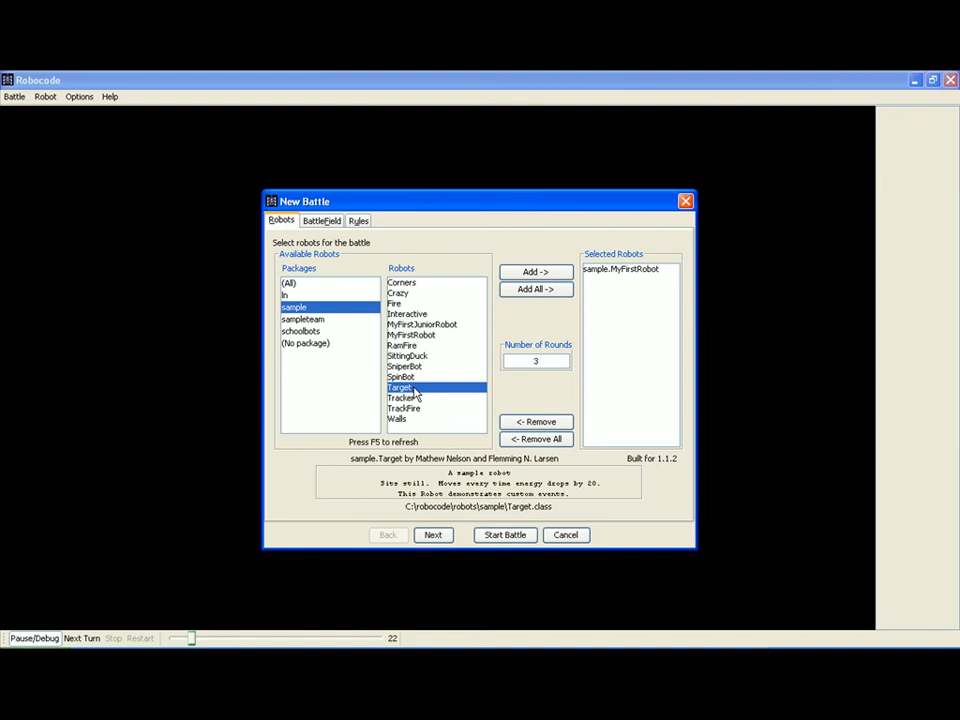 Robocode
Battle Robot Options Help
New Battle
Robots BattleField Rules
Select robots for the battle
Available Robots
Packages
(All)
ln
sample
sampleteam
schoolbots
(No package)
Robots
Corners
Crazy
Fire
Interactive
MyFirstJuniorRobot
MyFirstRobot
RamFire
SittingDuck
SniperBot
SpinBot
Target
Tracker
TrackFire
Walls
Press F5 to refresh
Add ->
Add All ->
Number of Rounds
3
<- Remove
<- Remove All
Selected Robots
sample.MyFirstRobot
sample.Target by Mathew Nelson and Flemming N. Larsen Built for 1.1.2
A sample robot
Sits still. Moves every time energy drops by 20.
This Robot demonstrates custom events.
C:\robocode\robots\sample\Target.class
Back Next Start Battle Cancel
Pause/Debug Next Turn Stop Restart 22